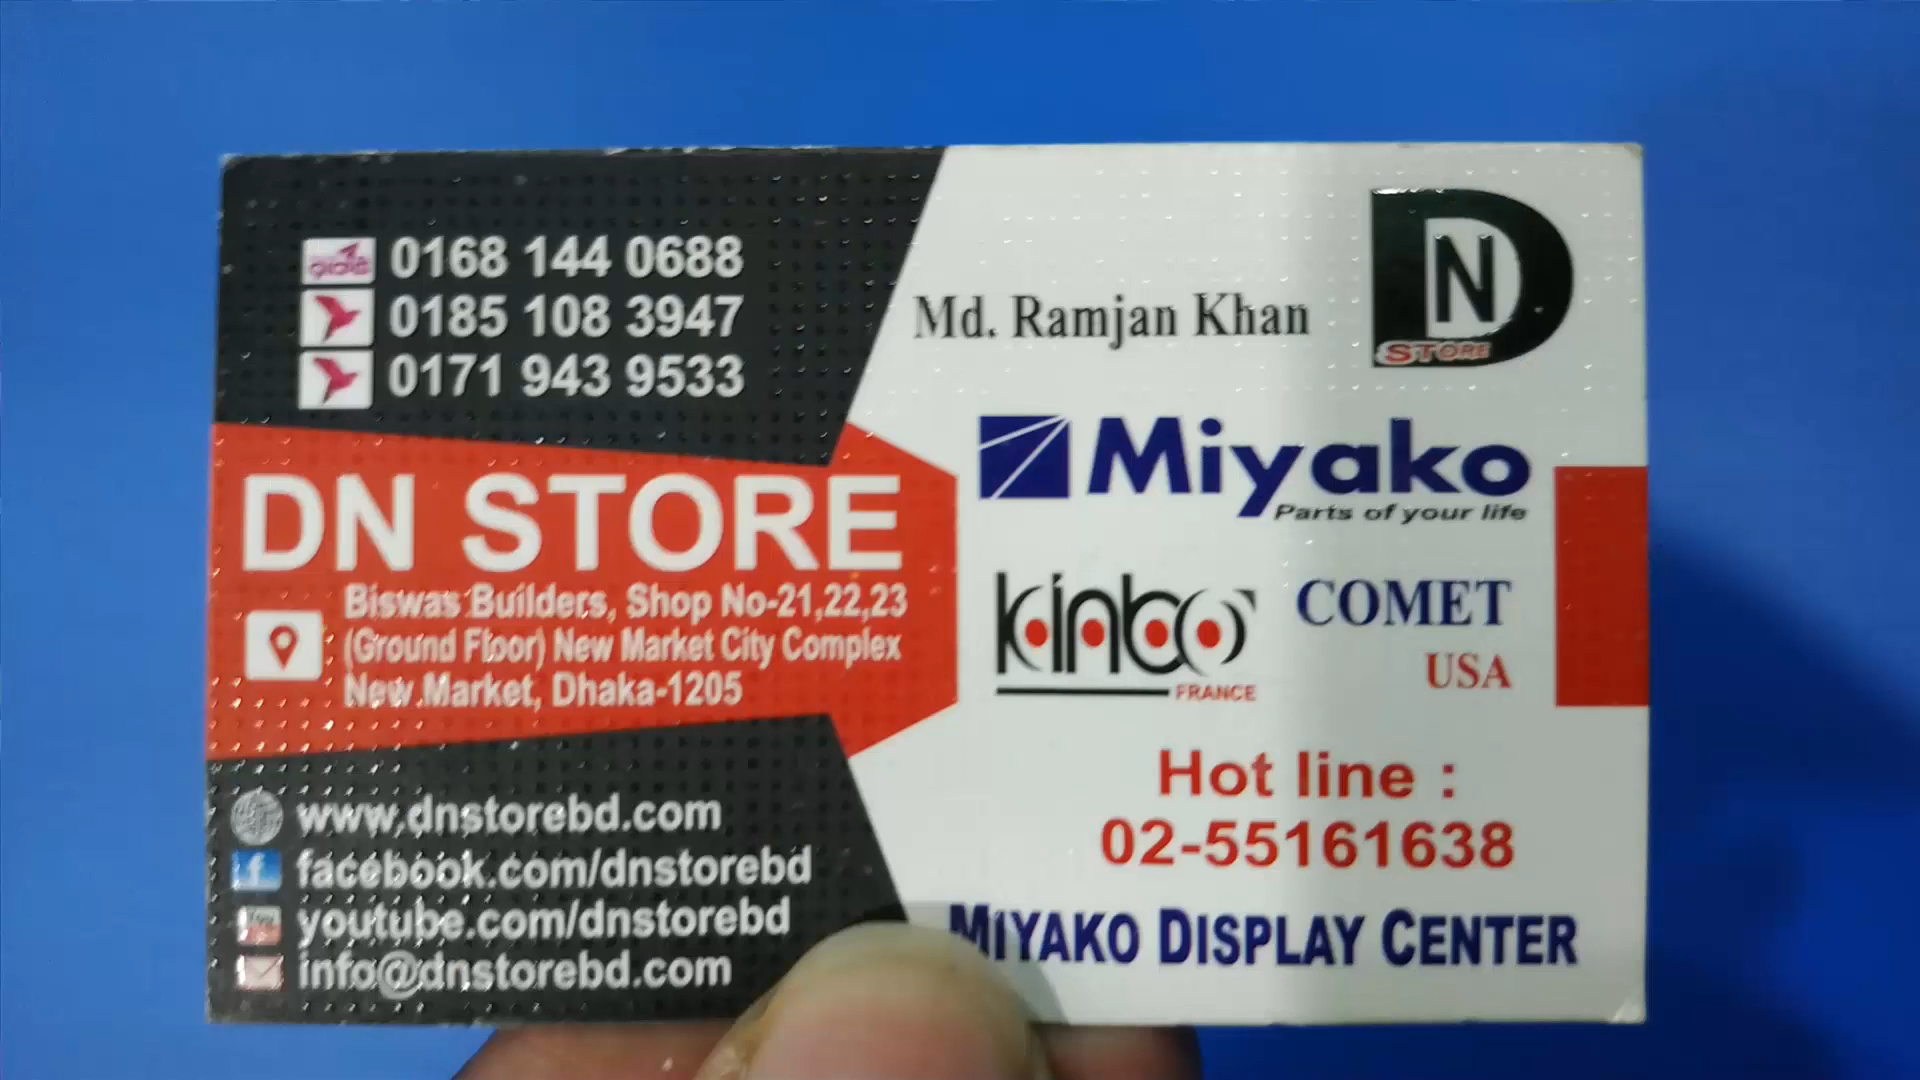 0168 144 0688
0185 108 3947
0171 943 9533
DN STORE
Biswas Builders, Shop No-21,22,23
(Ground Floor) New Market City Complex
New Market, Dhaka-1205
www.dnstorebd.com
facebook.com/dnstorebd
youtube.com/dnstorebd
info@dnstorebd.com
DN
STORE
Md. Ramjan Khan
Miyako
Parts of your life
kinbo
FRANCE
COMET
USA
Hot line :
02-55161638
MIYAKO DISPLAY CENTER